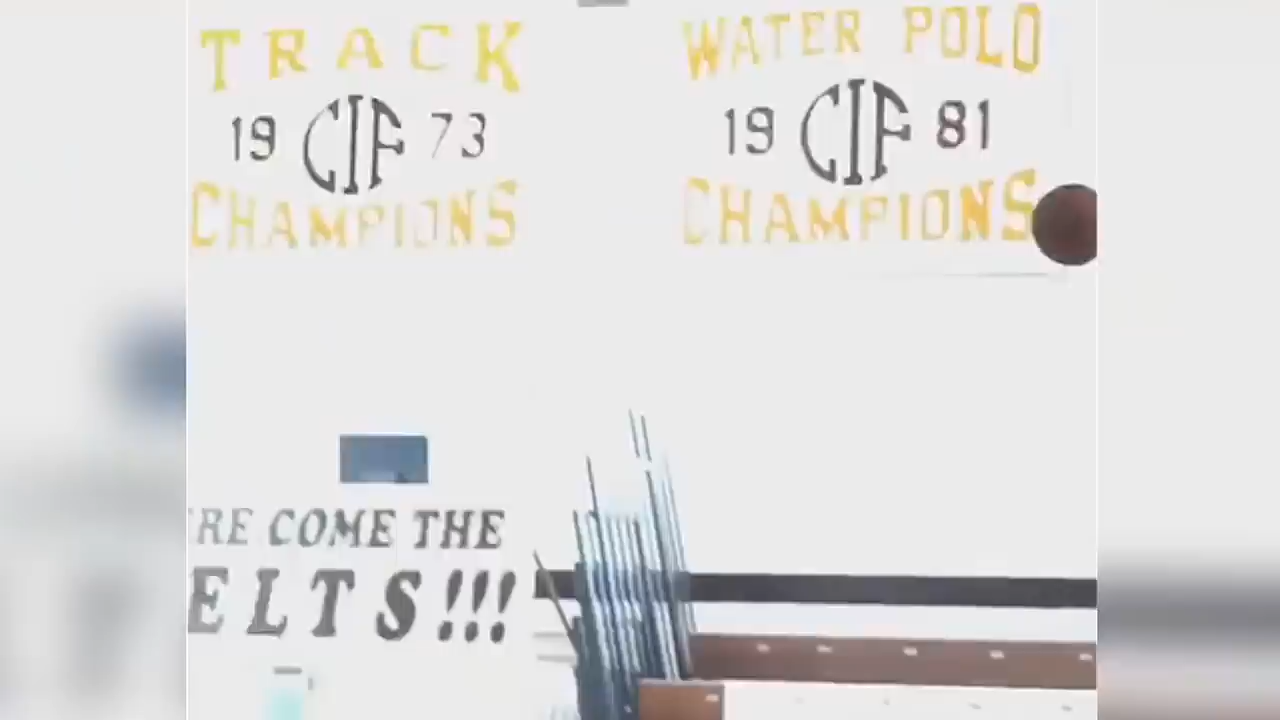 TRACK
19 CIF 73
CHAMPIONS
WATER POLO
19 CIF 81
CHAMPIONS
RE COME THE
ELTS!!!